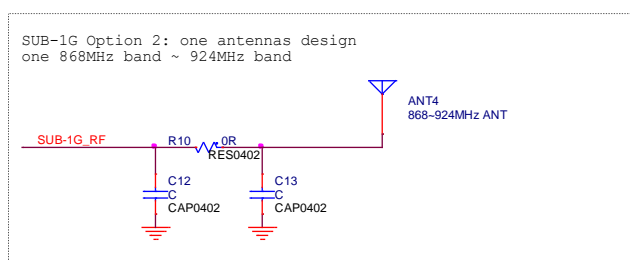 SUB-1G Option 2: one antennas design
one 868MHz band ~ 924MHz band
ANT4
868~924MHz ANT
SUB-1G_RF
R10
0R
RES0402
C12
C
CAP0402
C13
C
CAP0402